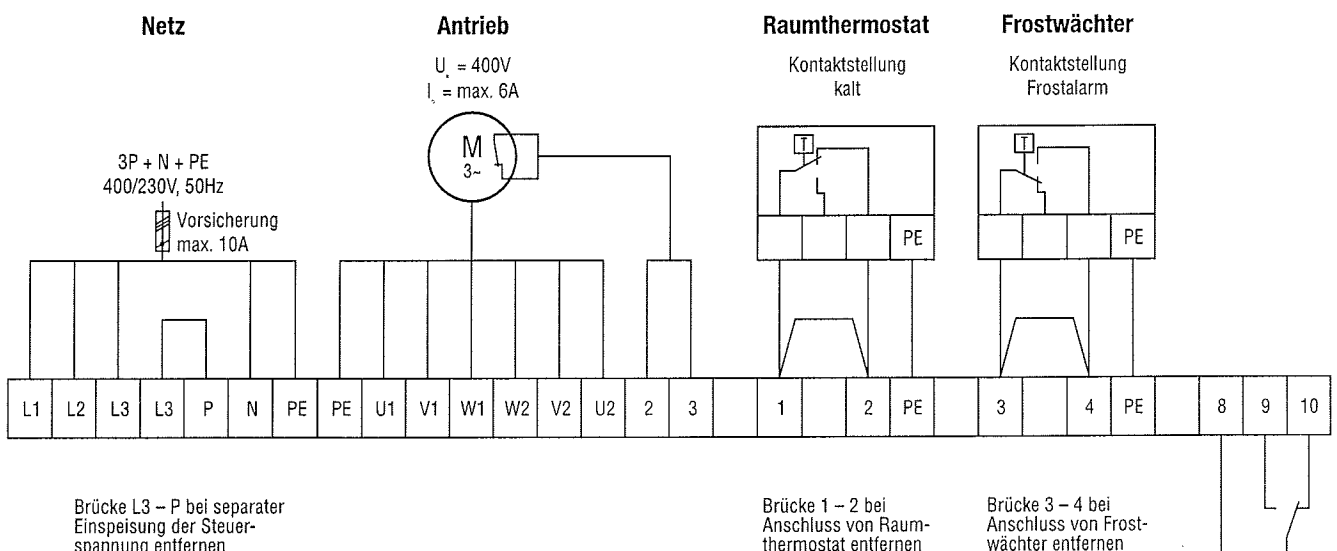 Netz
Antrieb
Raumthermostat
Frostwächter
= 400V
= max. 6A
Kontaktstellung
kalt
Kontaktstellung
Frostalarm
M
3~
T
T
3P + N + PE
400/230V, 50Hz
Vorsicherung
max. 10A
PE
PE
L1 L2 L3 L3 P N PE PE U1 V1 W1 W2 V2 U2 2 3 1 2 PE 3 4 PE 8 9 10
Brücke L3 – P bei separater
Einspeisung der Steuer-
spannung entfernen
Brücke 1 – 2 bei
Anschluss von Raum-
thermostat entfernen
Brücke 3 – 4 bei
Anschluss von Frost-
wächter entfernen